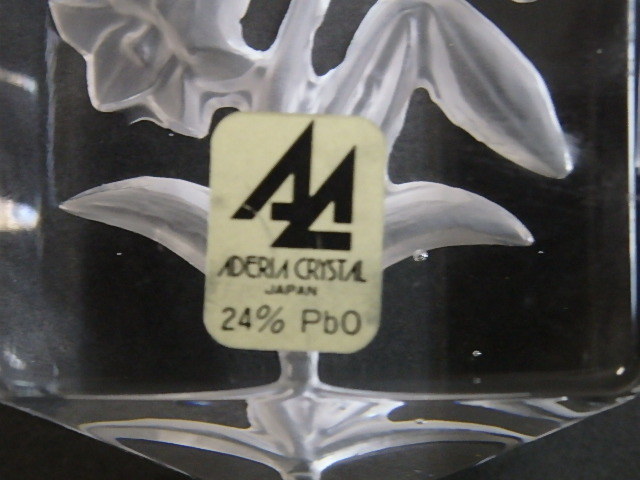 ADERIA CRYSTAL
JAPAN
24% PbO